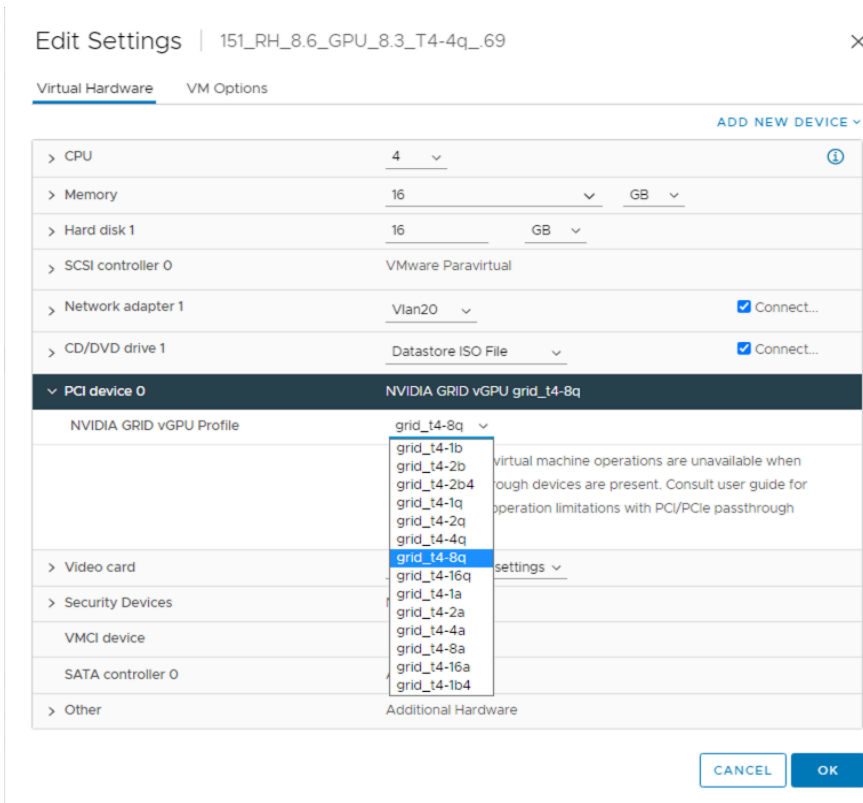 Edit Settings | 151_RH_8.6_GPU_8.3_T4-4q_.69
Virtual Hardware VM Options
ADD NEW DEVICE
CPU 4
Memory 16 GB
Hard disk 1 16 GB
SCSI controller 0 VMware Paravirtual
Network adapter 1 Vlan20 Connect...
CD/DVD drive 1 Datastore ISO File Connect...
PCI device 0 NVIDIA GRID vGPU grid_t4-8q
NVIDIA GRID vGPU Profile grid_t4-8q
grid_t4-1b
virtual machine operations are unavailable when
grid_t4-2b
grid_t4-2b4 rough devices are present. Consult user guide for
grid_t4-1q
operation limitations with PCI/PCIe passthrough
grid_t4-2q
grid_t4-4q
grid_t4-8q
Video card settings
grid_t4-16q
grid_t4-1a
Security Devices
grid_t4-2a
grid_t4-4a
VMCI device
grid_t4-8a
grid_t4-16a
SATA controller 0
grid_t4-1b4
Other Additional Hardware
CANCEL OK